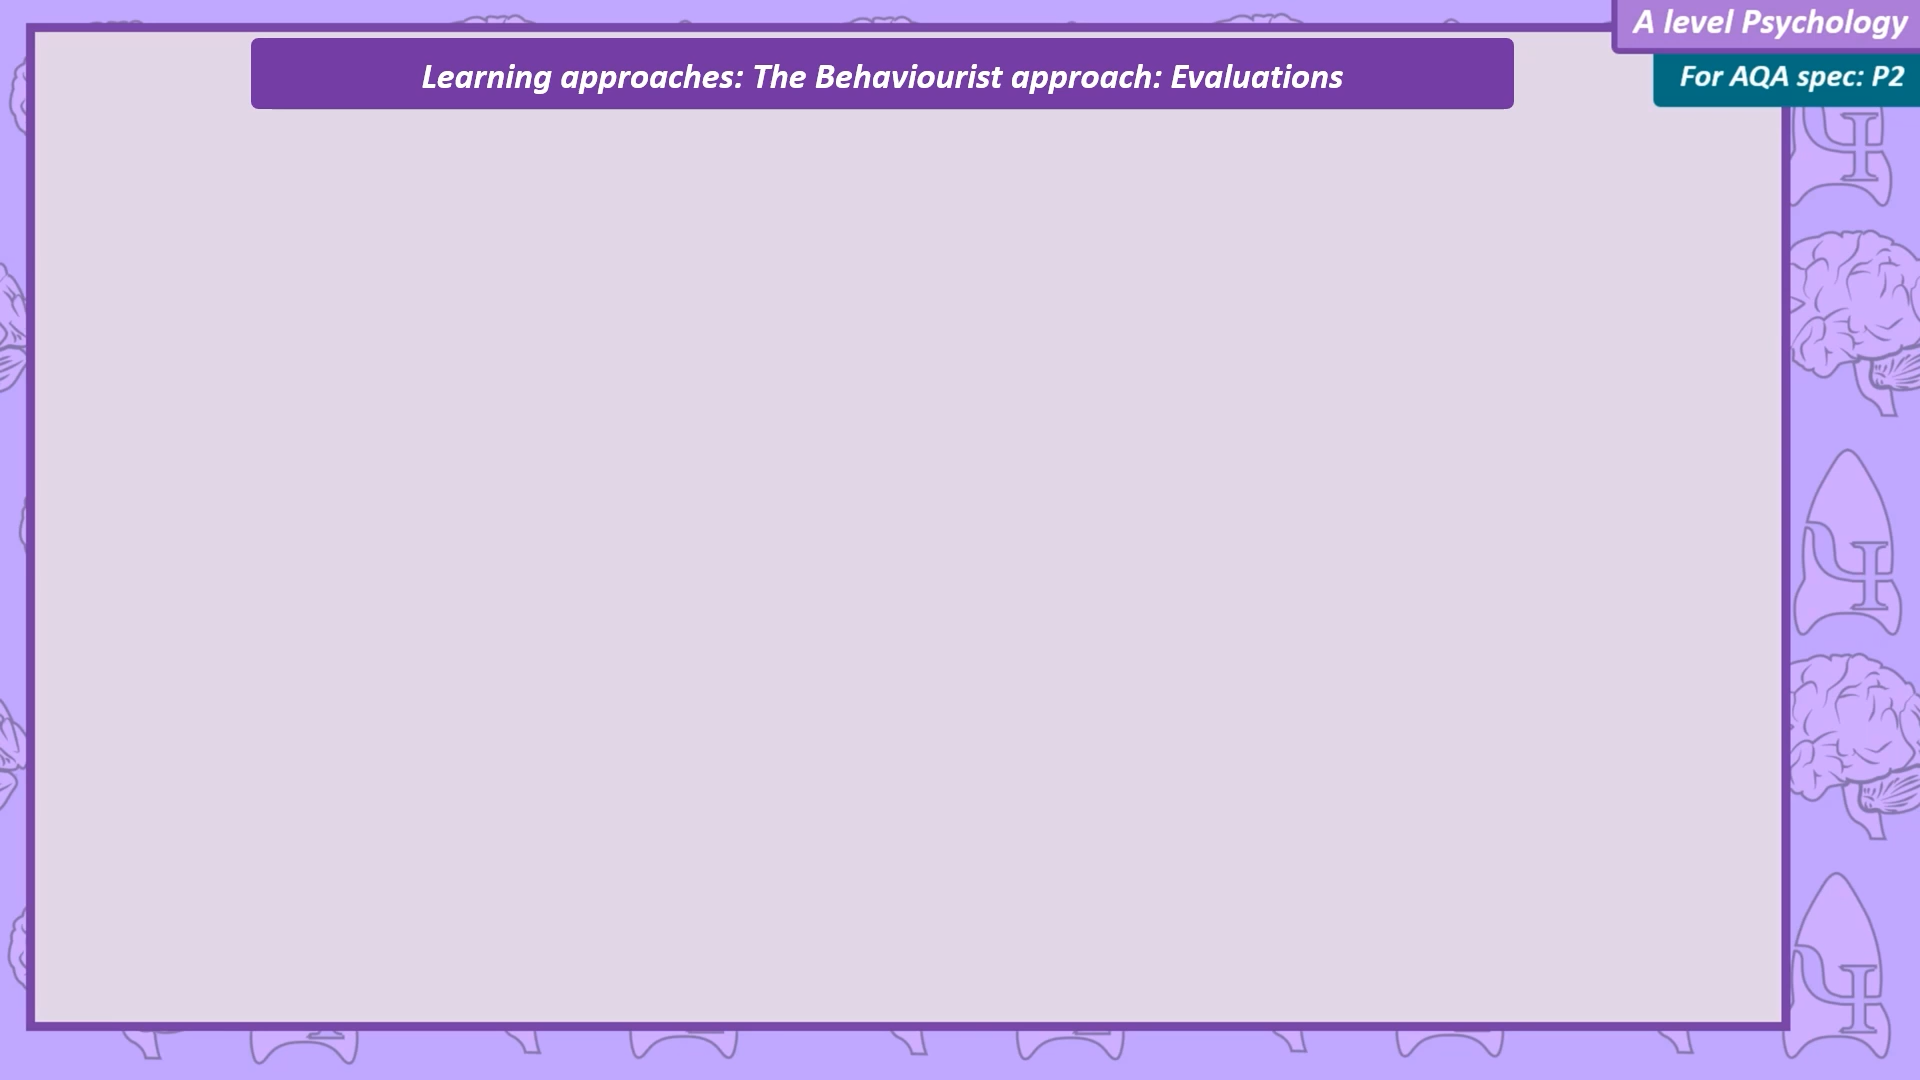 A level Psychology
Learning approaches: The Behaviourist approach: Evaluations
For AQA spec: P2